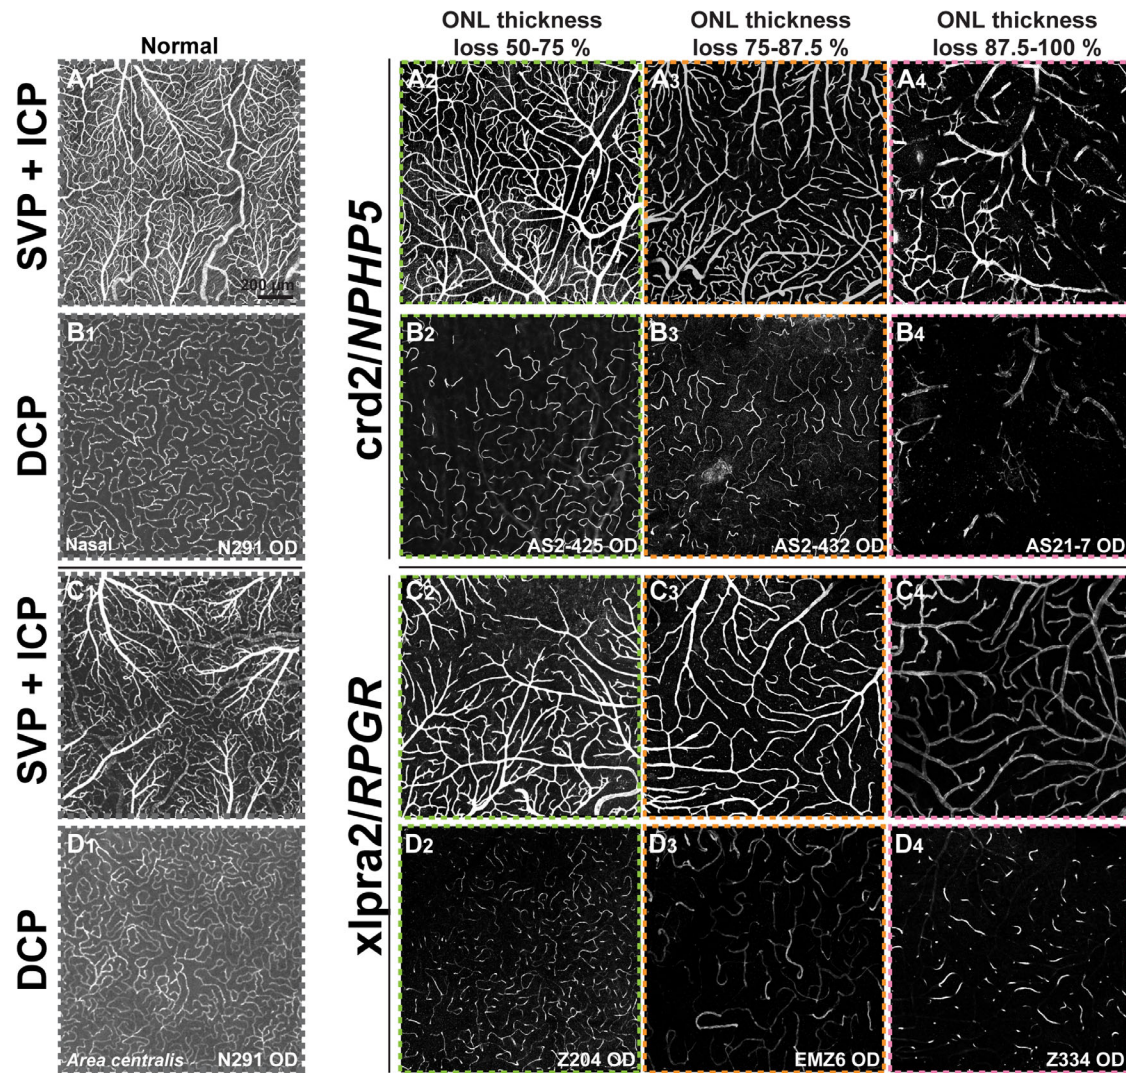 Normal
ONL thickness
loss 50-75 %
ONL thickness
loss 75-87.5 %
ONL thickness
loss 87.5-100 %
SVP + ICP
crd2/NPHP5
A1
200 µm
A2
A3
A4
DCP
B1
Nasal
N291 OD
B2
AS2-425 OD
B3
AS2-432 OD
B4
AS21-7 OD
SVP + ICP
xlpra2/RPGR
C1
C2
C3
C4
DCP
D1
Area centralis
N291 OD
D2
Z204 OD
D3
EMZ6 OD
D4
Z334 OD